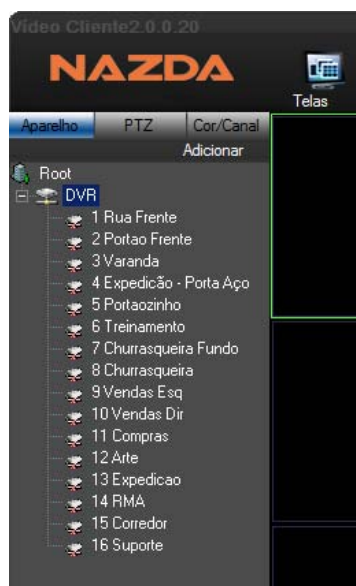 Video Cliente2.0.0.20
NAZDA
Telas
Aparelho PTZ Cor/Canal
Adicionar
Root
DVR
1 Rua Frente
2 Portao Frente
3 Varanda
4 Expedicão - Porta Aço
5 Portaozinho
6 Treinamento
7 Churrasqueira Fundo
8 Churrasqueira
9 Vendas Esq
10 Vendas Dir
11 Compras
12 Arte
13 Expedicao
14 RMA
15 Corredor
16 Suporte